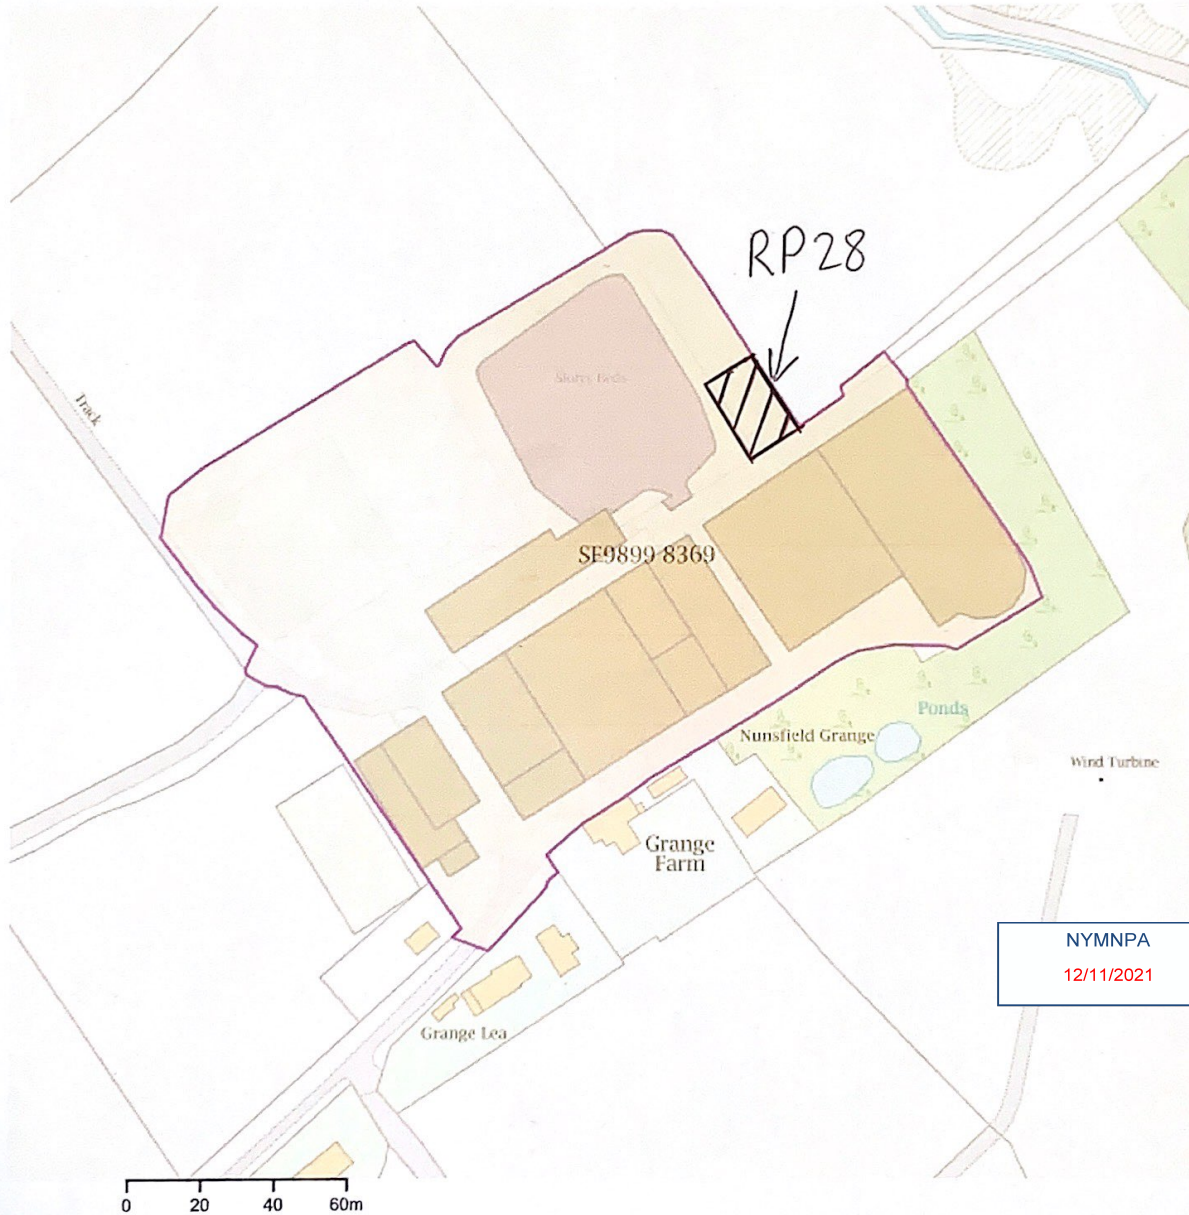 RP28
Track
Slurry Beds
SE9899 8369
Ponds
Nunsfield Grange
Wind Turbine
Grange
Farm
NYMNPA
12/11/2021
Grange Lea
0 20 40 60m